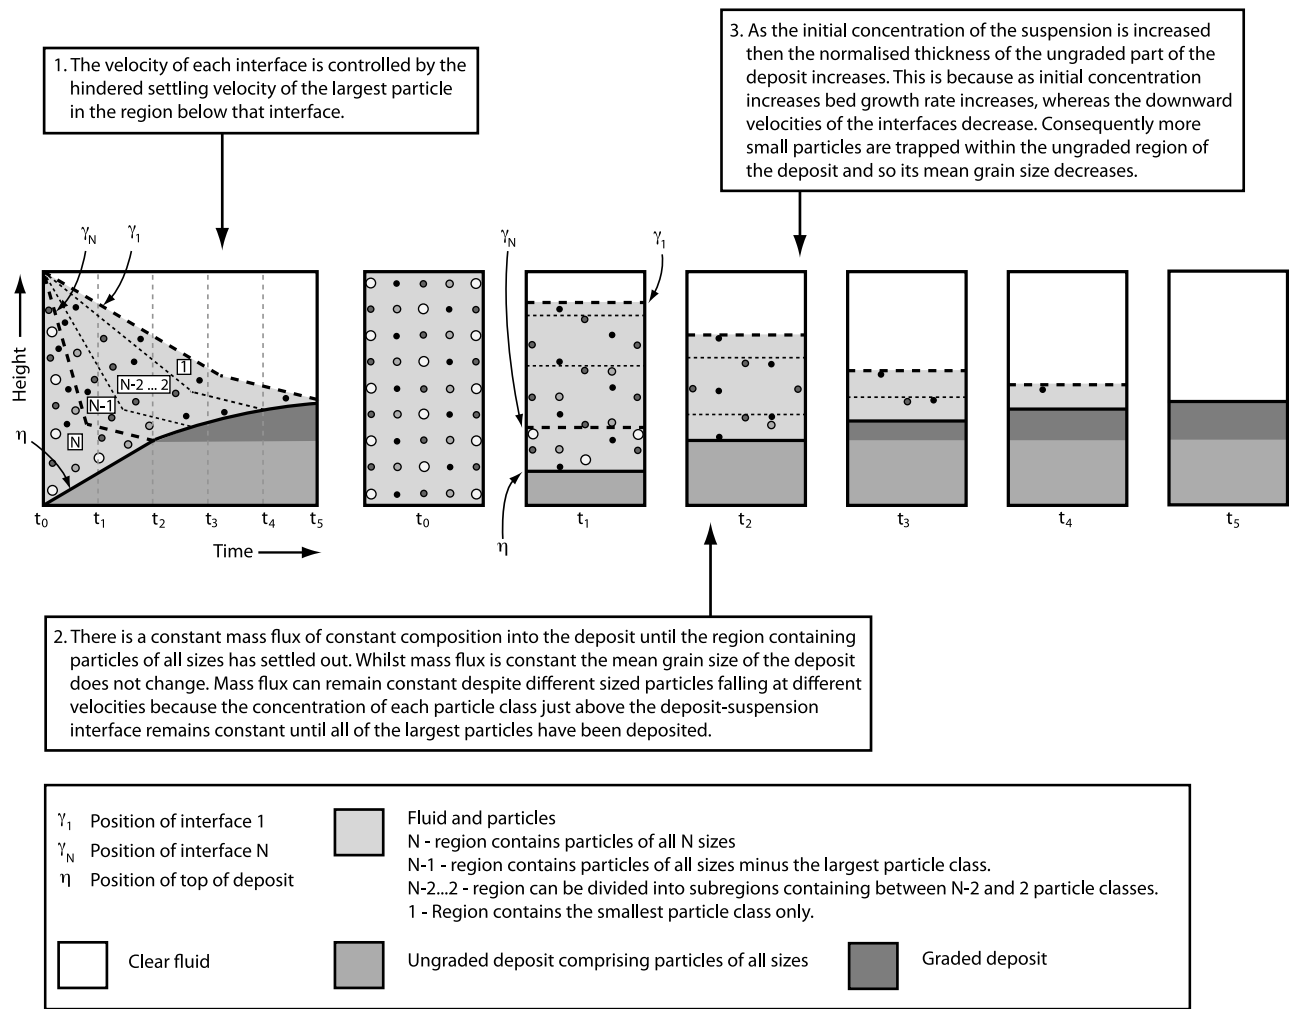 1. The velocity of each interface is controlled by the
hindered settling velocity of the largest particle
in the region below that interface.
3. As the initial concentration of the suspension is increased
then the normalised thickness of the ungraded part of the
deposit increases. This is because as initial concentration
increases bed growth rate increases, whereas the downward
velocities of the interfaces decrease. Consequently more
small particles are trapped within the ungraded region of
the deposit and so its mean grain size decreases.
γN
γ1
γN
γ1
Height
1
N-2 ... 2
N-1
N
η
t0
t1
t2
t3
t4
t5
Time
t0
t1
η
t2
t3
t4
t5
2. There is a constant mass flux of constant composition into the deposit until the region containing
particles of all sizes has settled out. Whilst mass flux is constant the mean grain size of the deposit
does not change. Mass flux can remain constant despite different sized particles falling at different
velocities because the concentration of each particle class just above the deposit-suspension
interface remains constant until all of the largest particles have been deposited.
γ1 Position of interface 1
γN Position of interface N
η Position of top of deposit
Fluid and particles
N - region contains particles of all N sizes
N-1 - region contains particles of all sizes minus the largest particle class.
N-2...2 - region can be divided into subregions containing between N-2 and 2 particle classes.
1 - Region contains the smallest particle class only.
Clear fluid
Ungraded deposit comprising particles of all sizes
Graded deposit